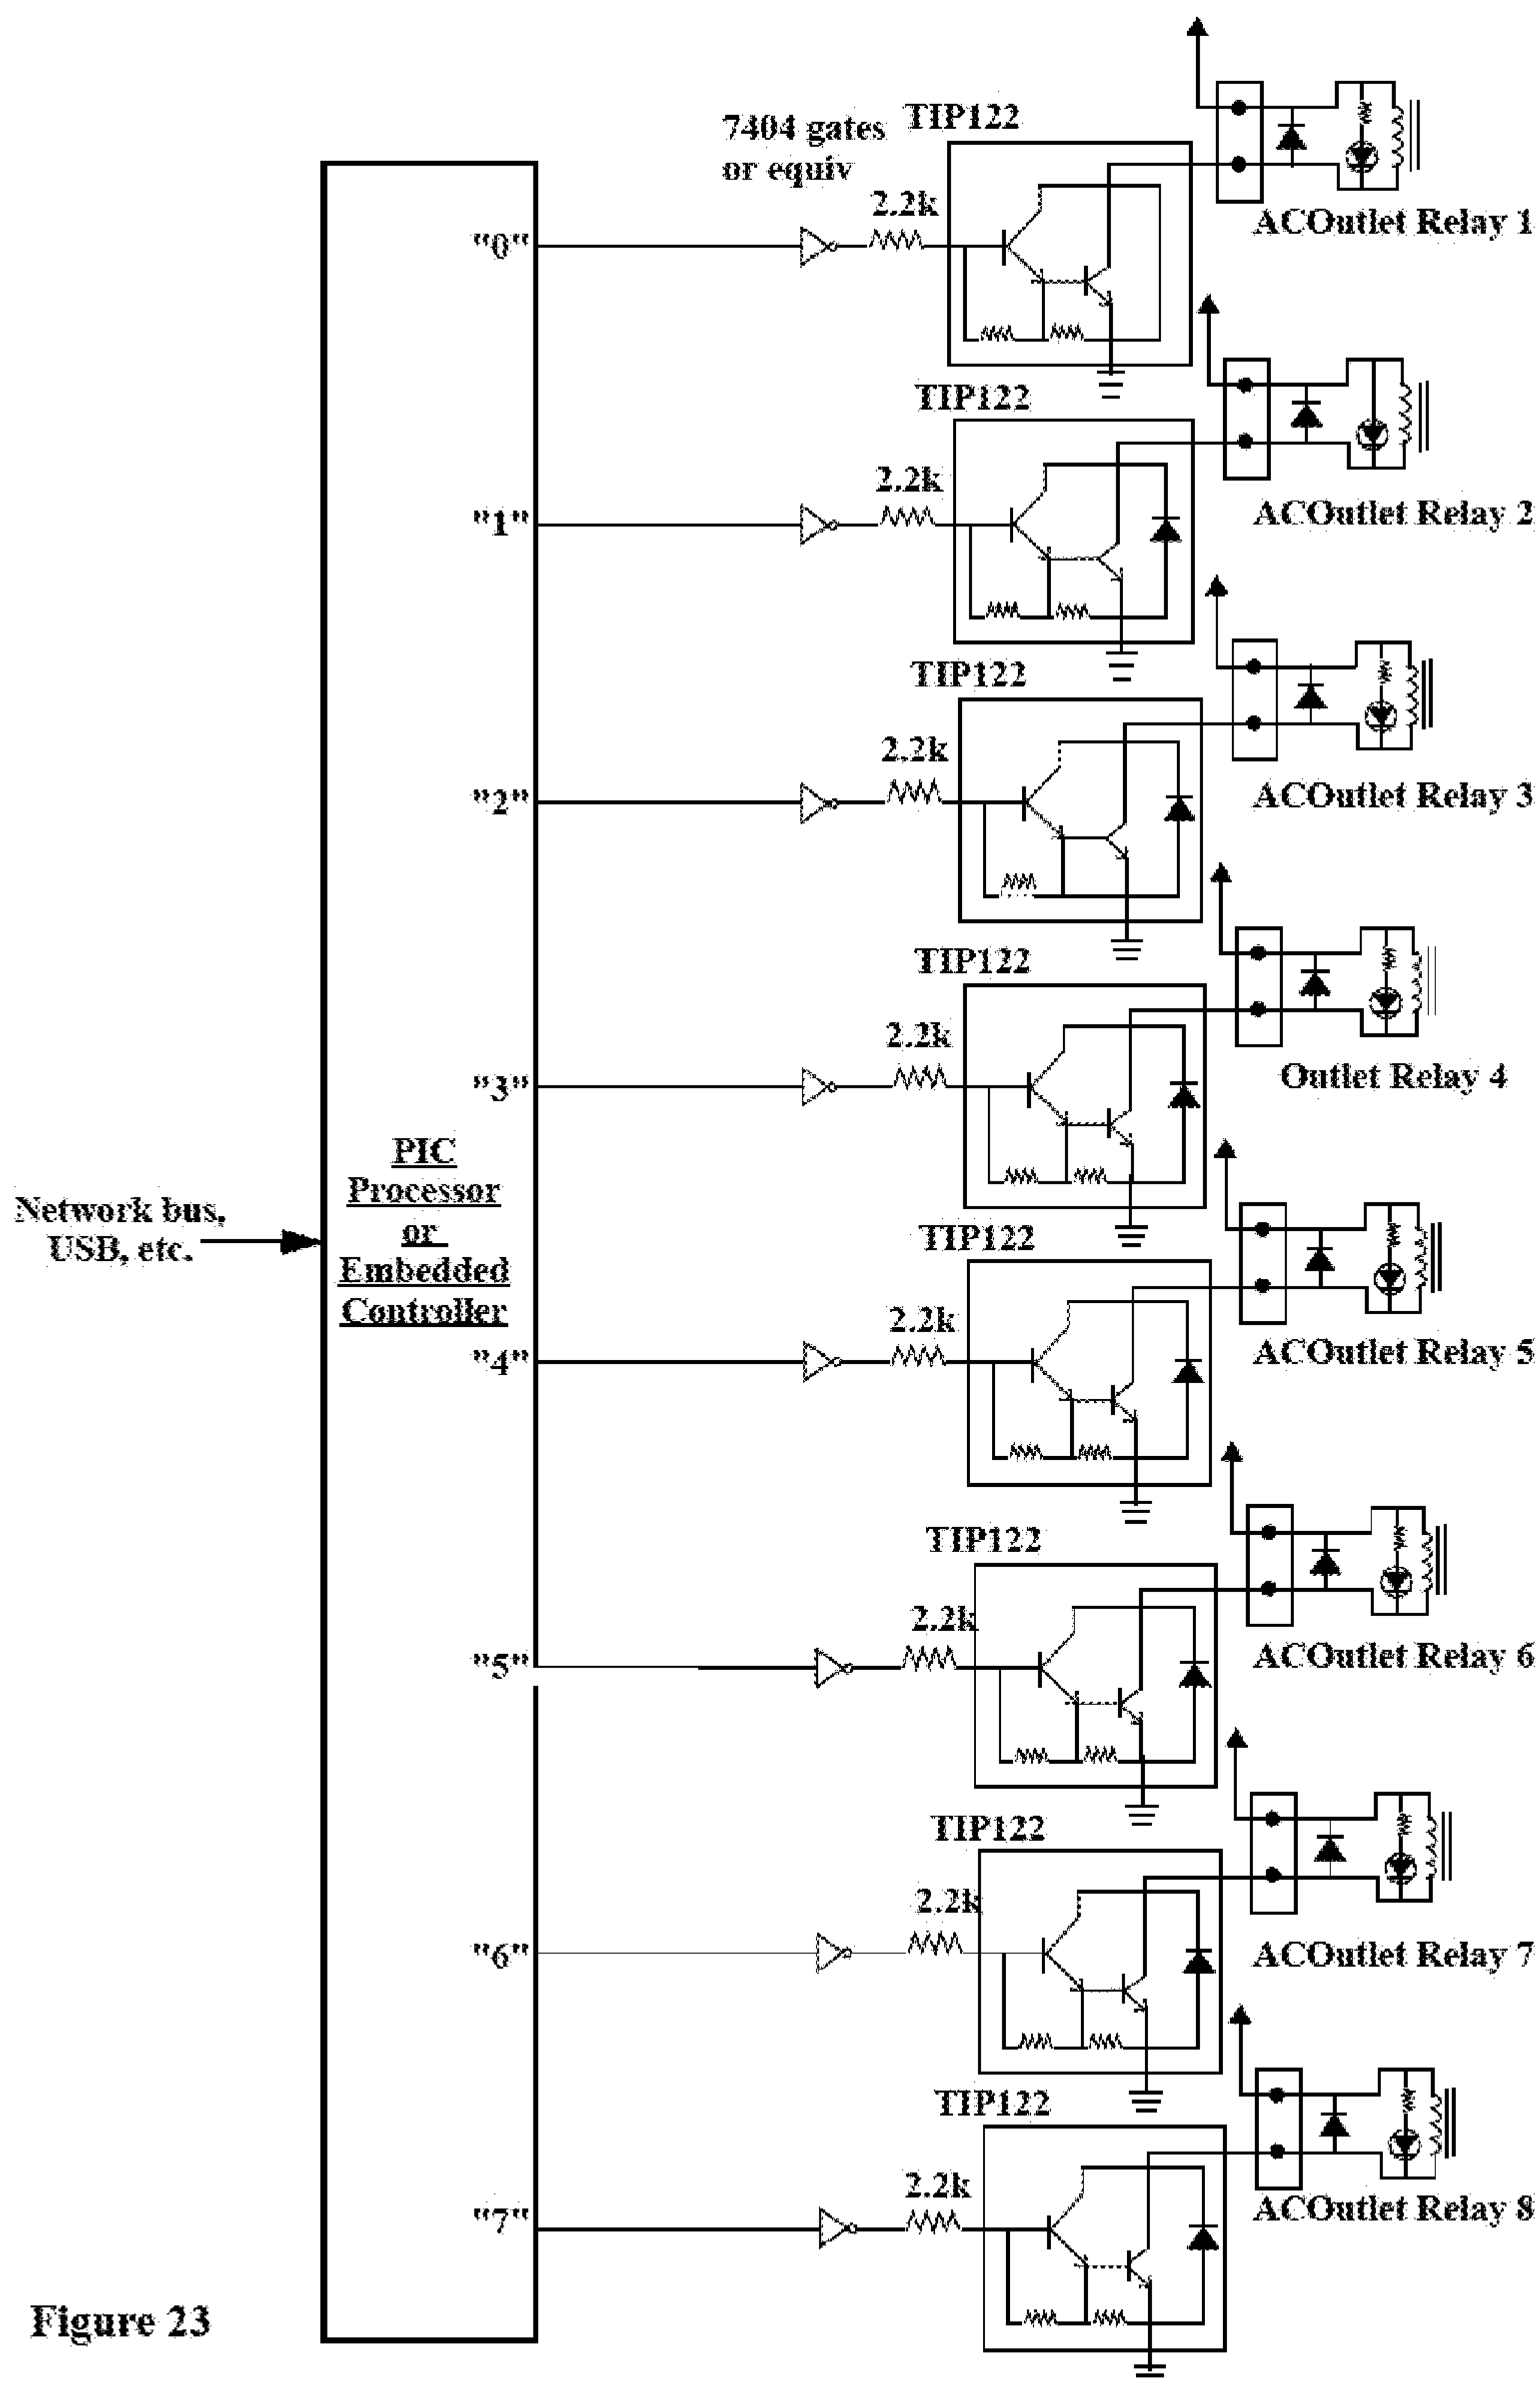 7404 gates
or equiv
TIP122
2.2k
"0"
ACOutlet Relay 1
TIP122
2.2k
"1"
ACOutlet Relay 2
TIP122
2.2k
"2"
ACOutlet Relay 3
TIP122
2.2k
"3"
Outlet Relay 4
PIC
Processor
or
Embedded
Controller
Network bus,
USB, etc.
TIP122
2.2k
"4"
ACOutlet Relay 5
TIP122
2.2k
"5"
ACOutlet Relay 6
TIP122
2.2k
"6"
ACOutlet Relay 7
TIP122
2.2k
"7"
ACOutlet Relay 8
Figure 23